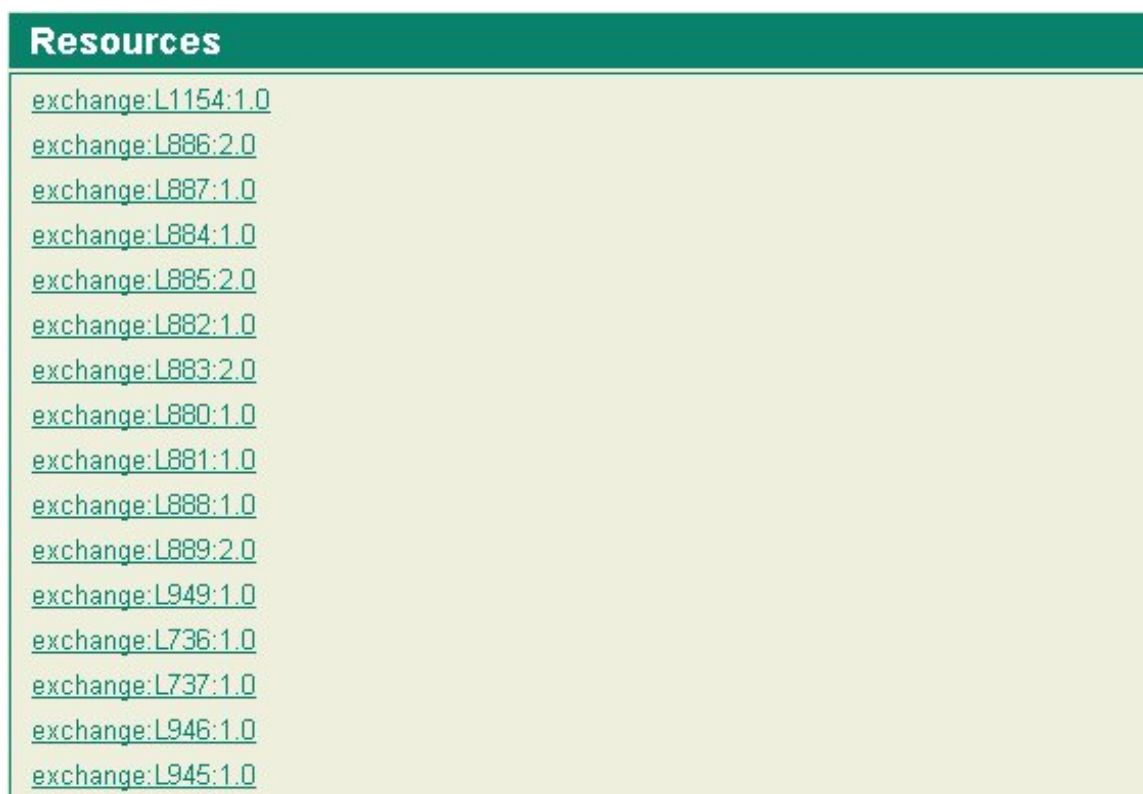 Resources
exchange:L1154:1.0
exchange:L886:2.0
exchange:L887:1.0
exchange:L884:1.0
exchange:L885:2.0
exchange:L882:1.0
exchange:L883:2.0
exchange:L880:1.0
exchange:L881:1.0
exchange:L888:1.0
exchange:L889:2.0
exchange:L949:1.0
exchange:L736:1.0
exchange:L737:1.0
exchange:L946:1.0
exchange:L945:1.0